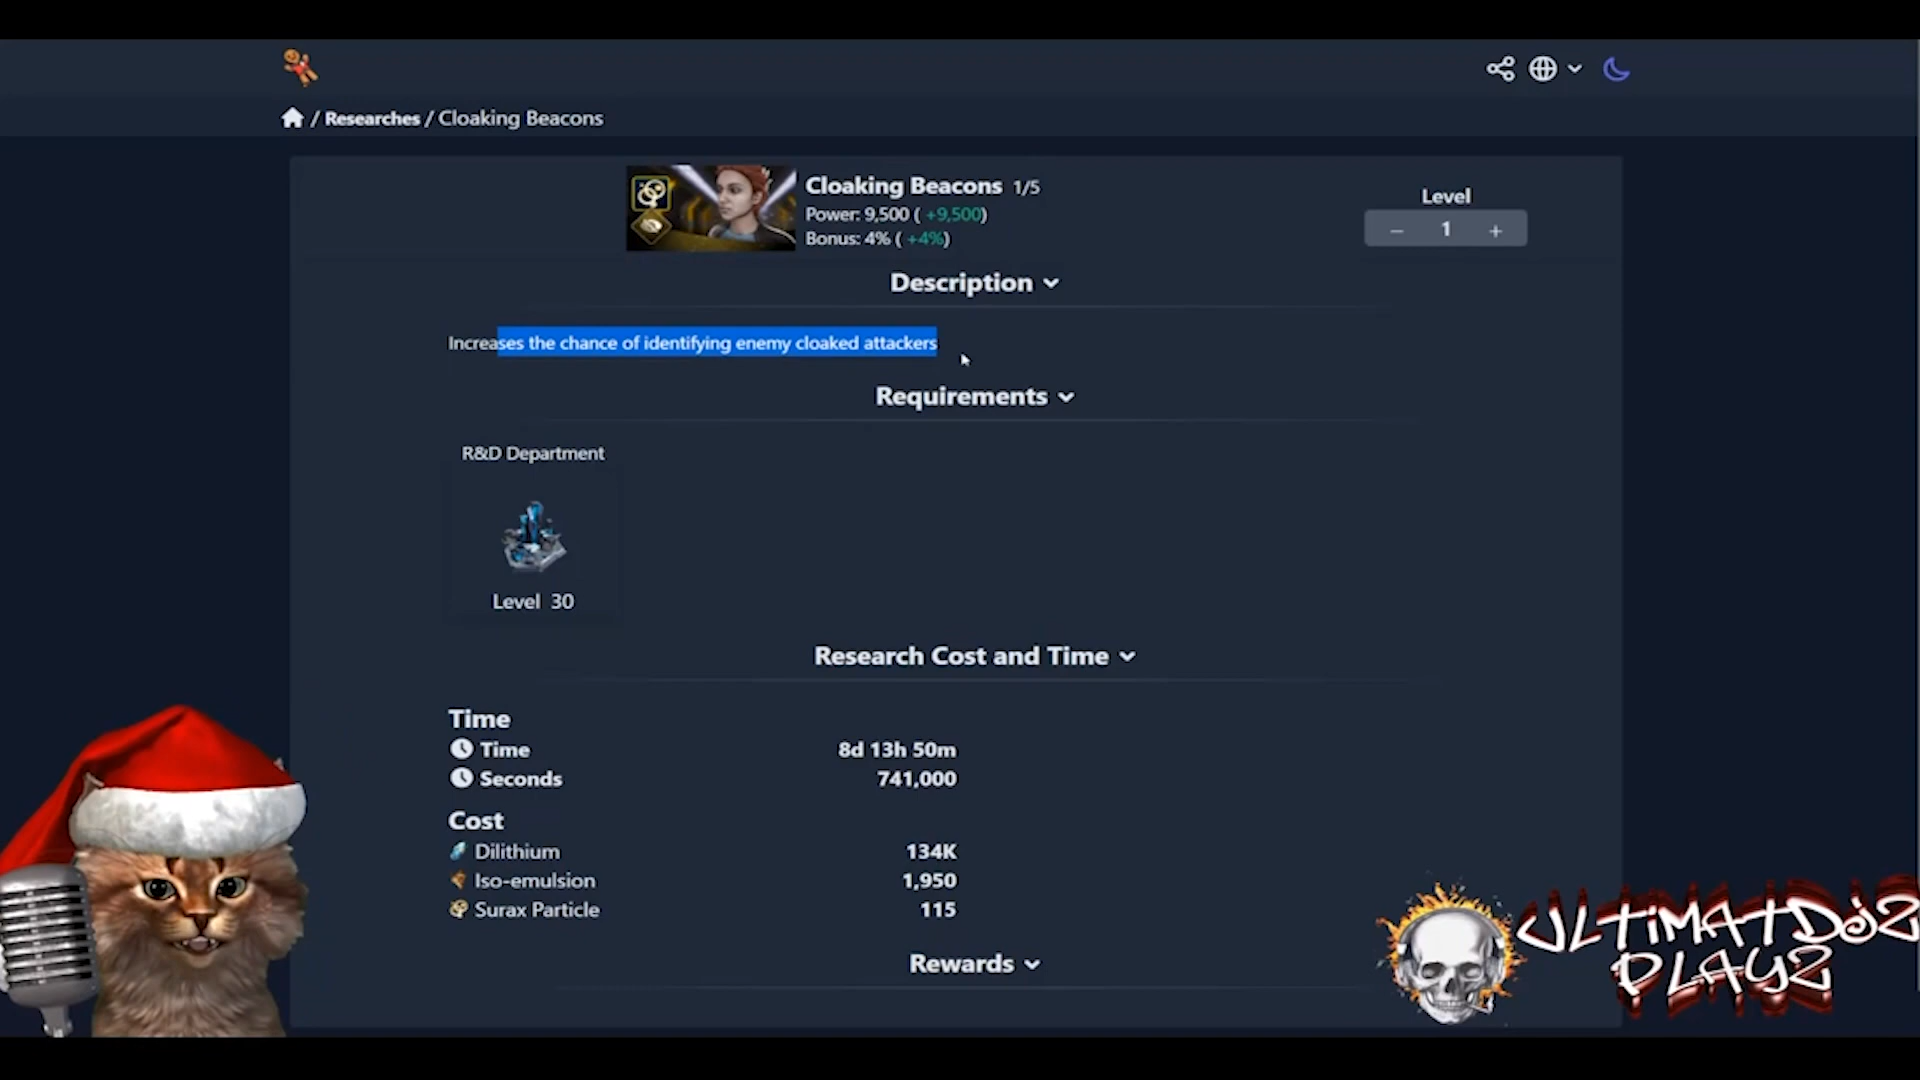 / Researches / Cloaking Beacons
Cloaking Beacons 1/5
Power: 9,500 ( +9,500)
Bonus: 4% ( +4%)
Level
– 1 +
Description
Increases the chance of identifying enemy cloaked attackers
Requirements
R&D Department
Level 30
Research Cost and Time
Time
Time 8d 13h 50m
Seconds 741,000
Cost
Dilithium 134K
Iso-emulsion 1,950
Surax Particle 115
Rewards
ULTiMATDJZ
PLAYZ